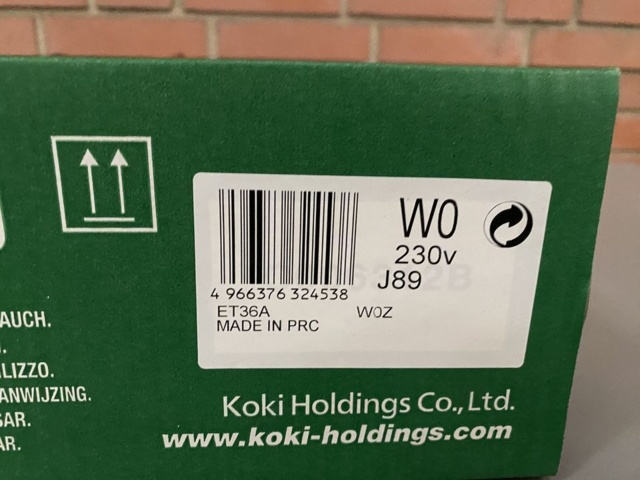 W0
230v
J89
4 966376 324538
ET36A W0Z
MADE IN PRC
AUCH.
LIZZO.
ANWIJZING.
SAR.
AR.
Koki Holdings Co., Ltd.
www.koki-holdings.com